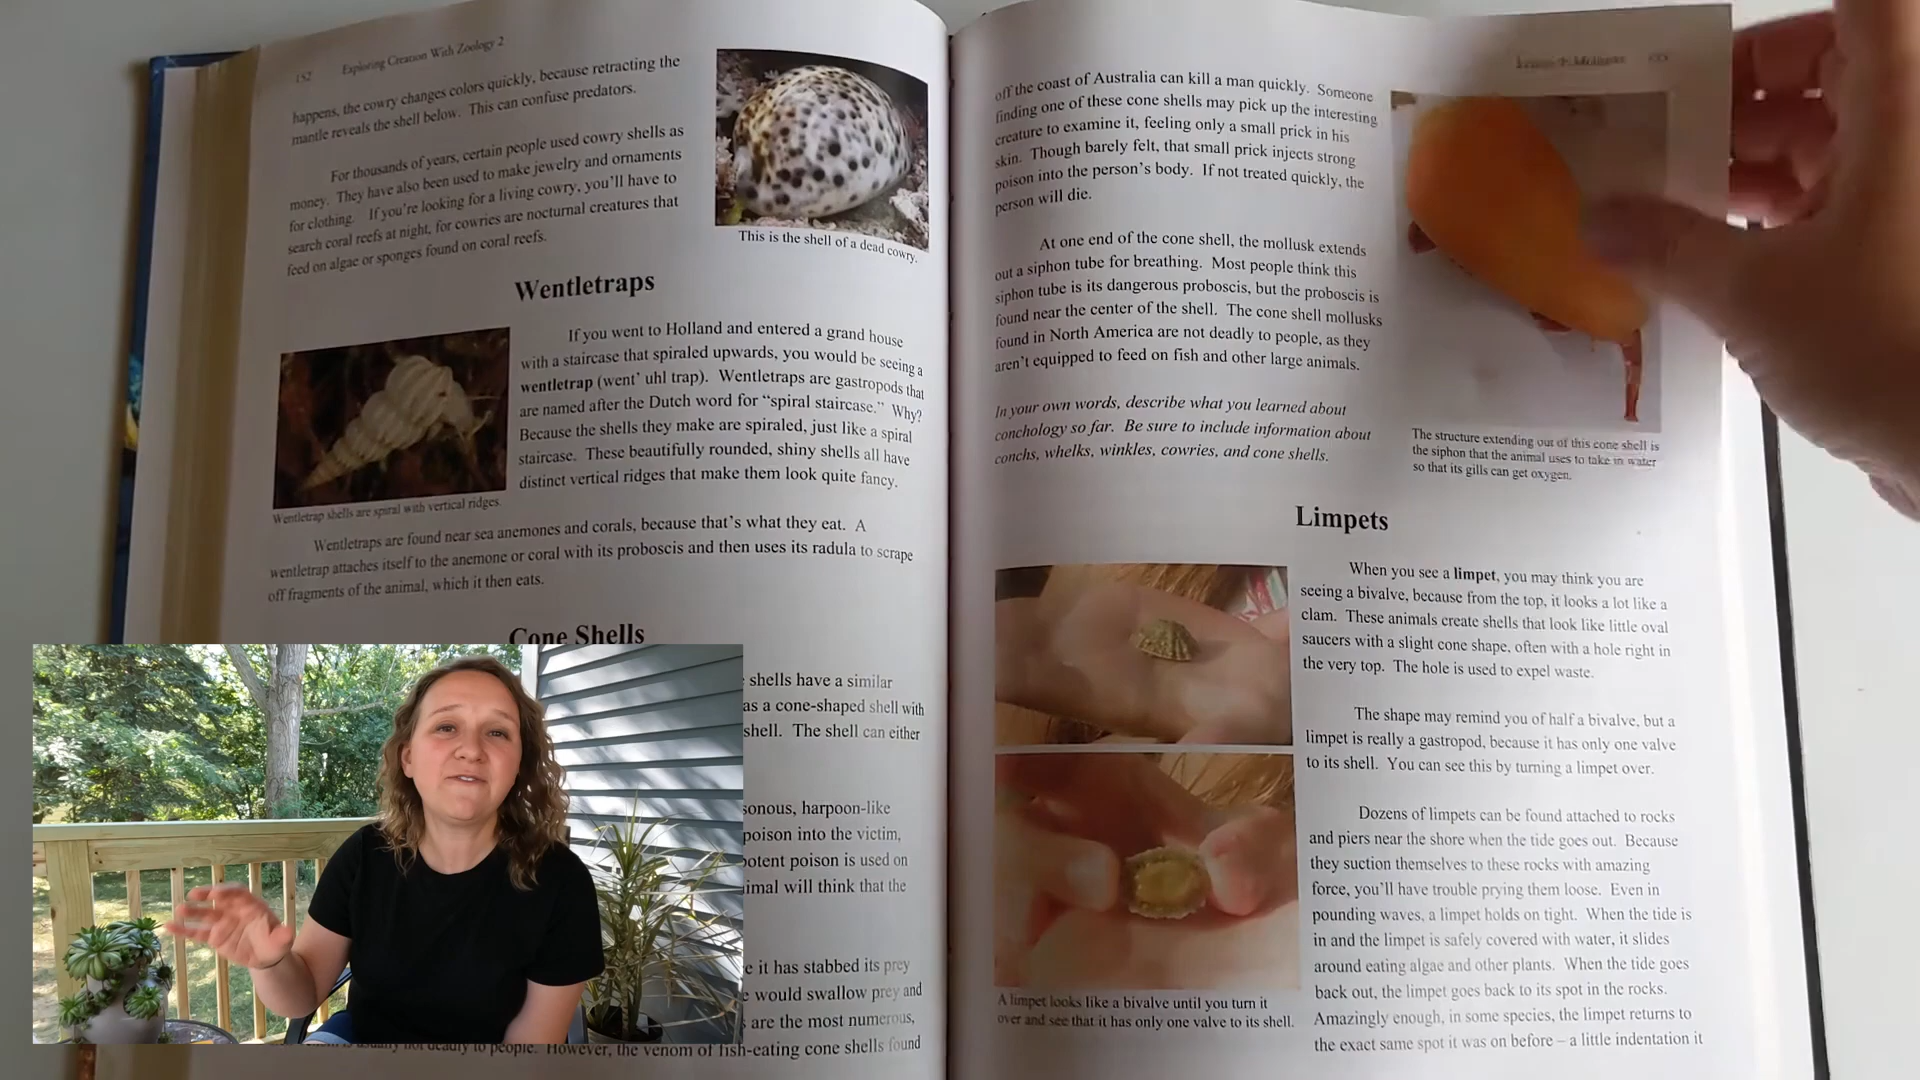 152 Exploring Creation With Zoology 2
happens, the cowry changes colors quickly, because retracting the
mantle reveals the shell below. This can confuse predators.
For thousands of years, certain people used cowry shells as
money. They have also been used to make jewelry and ornaments
for clothing. If you're looking for a living cowry, you'll have to
search coral reefs at night, for cowries are nocturnal creatures that
feed on algae or sponges found on coral reefs.
This is the shell of a dead cowry.
Wentletraps
If you went to Holland and entered a grand house
with a staircase that spiraled upwards, you would be seeing a
wentletrap (went' uhl trap). Wentletraps are gastropods that
are named after the Dutch word for "spiral staircase." Why?
Because the shells they make are spiraled, just like a spiral
staircase. These beautifully rounded, shiny shells all have
distinct vertical ridges that make them look quite fancy.
Wentletrap shells are spiral with vertical ridges.
Wentletraps are found near sea anemones and corals, because that's what they eat. A
wentletrap attaches itself to the anemone or coral with its proboscis and then uses its radula to scrape
off fragments of the animal, which it then eats.
Cone Shells
shells have a similar
as a cone-shaped shell with
shell. The shell can either
sonous, harpoon-like
poison into the victim,
potent poison is used on
imal will think that the
e it has stabbed its prey
e would swallow prey and
s are the most numerous,
usually not deadly to people. However, the venom of fish-eating cone shells found
off the coast of Australia can kill a man quickly. Someone
finding one of these cone shells may pick up the interesting
creature to examine it, feeling only a small prick in his
skin. Though barely felt, that small prick injects strong
poison into the person's body. If not treated quickly, the
person will die.
At one end of the cone shell, the mollusk extends
out a siphon tube for breathing. Most people think this
siphon tube is its dangerous proboscis, but the proboscis is
found near the center of the shell. The cone shell mollusks
found in North America are not deadly to people, as they
aren't equipped to feed on fish and other large animals.
In your own words, describe what you learned about
conchology so far. Be sure to include information about
conchs, whelks, winkles, cowries, and cone shells.
The structure extending out of this cone shell is
the siphon that the animal uses to take in water
so that its gills can get oxygen.
Limpets
When you see a limpet, you may think you are
seeing a bivalve, because from the top, it looks a lot like a
clam. These animals create shells that look like little oval
saucers with a slight cone shape, often with a hole right in
the very top. The hole is used to expel waste.
The shape may remind you of half a bivalve, but a
limpet is really a gastropod, because it has only one valve
to its shell. You can see this by turning a limpet over.
Dozens of limpets can be found attached to rocks
and piers near the shore when the tide goes out. Because
they suction themselves to these rocks with amazing
force, you'll have trouble prying them loose. Even in
pounding waves, a limpet holds on tight. When the tide is
in and the limpet is safely covered with water, it slides
around eating algae and other plants. When the tide goes
back out, the limpet goes back to its spot in the rocks.
Amazingly enough, in some species, the limpet returns to
the exact same spot it was on before – a little indentation it
A limpet looks like a bivalve until you turn it
over and see that it has only one valve to its shell.